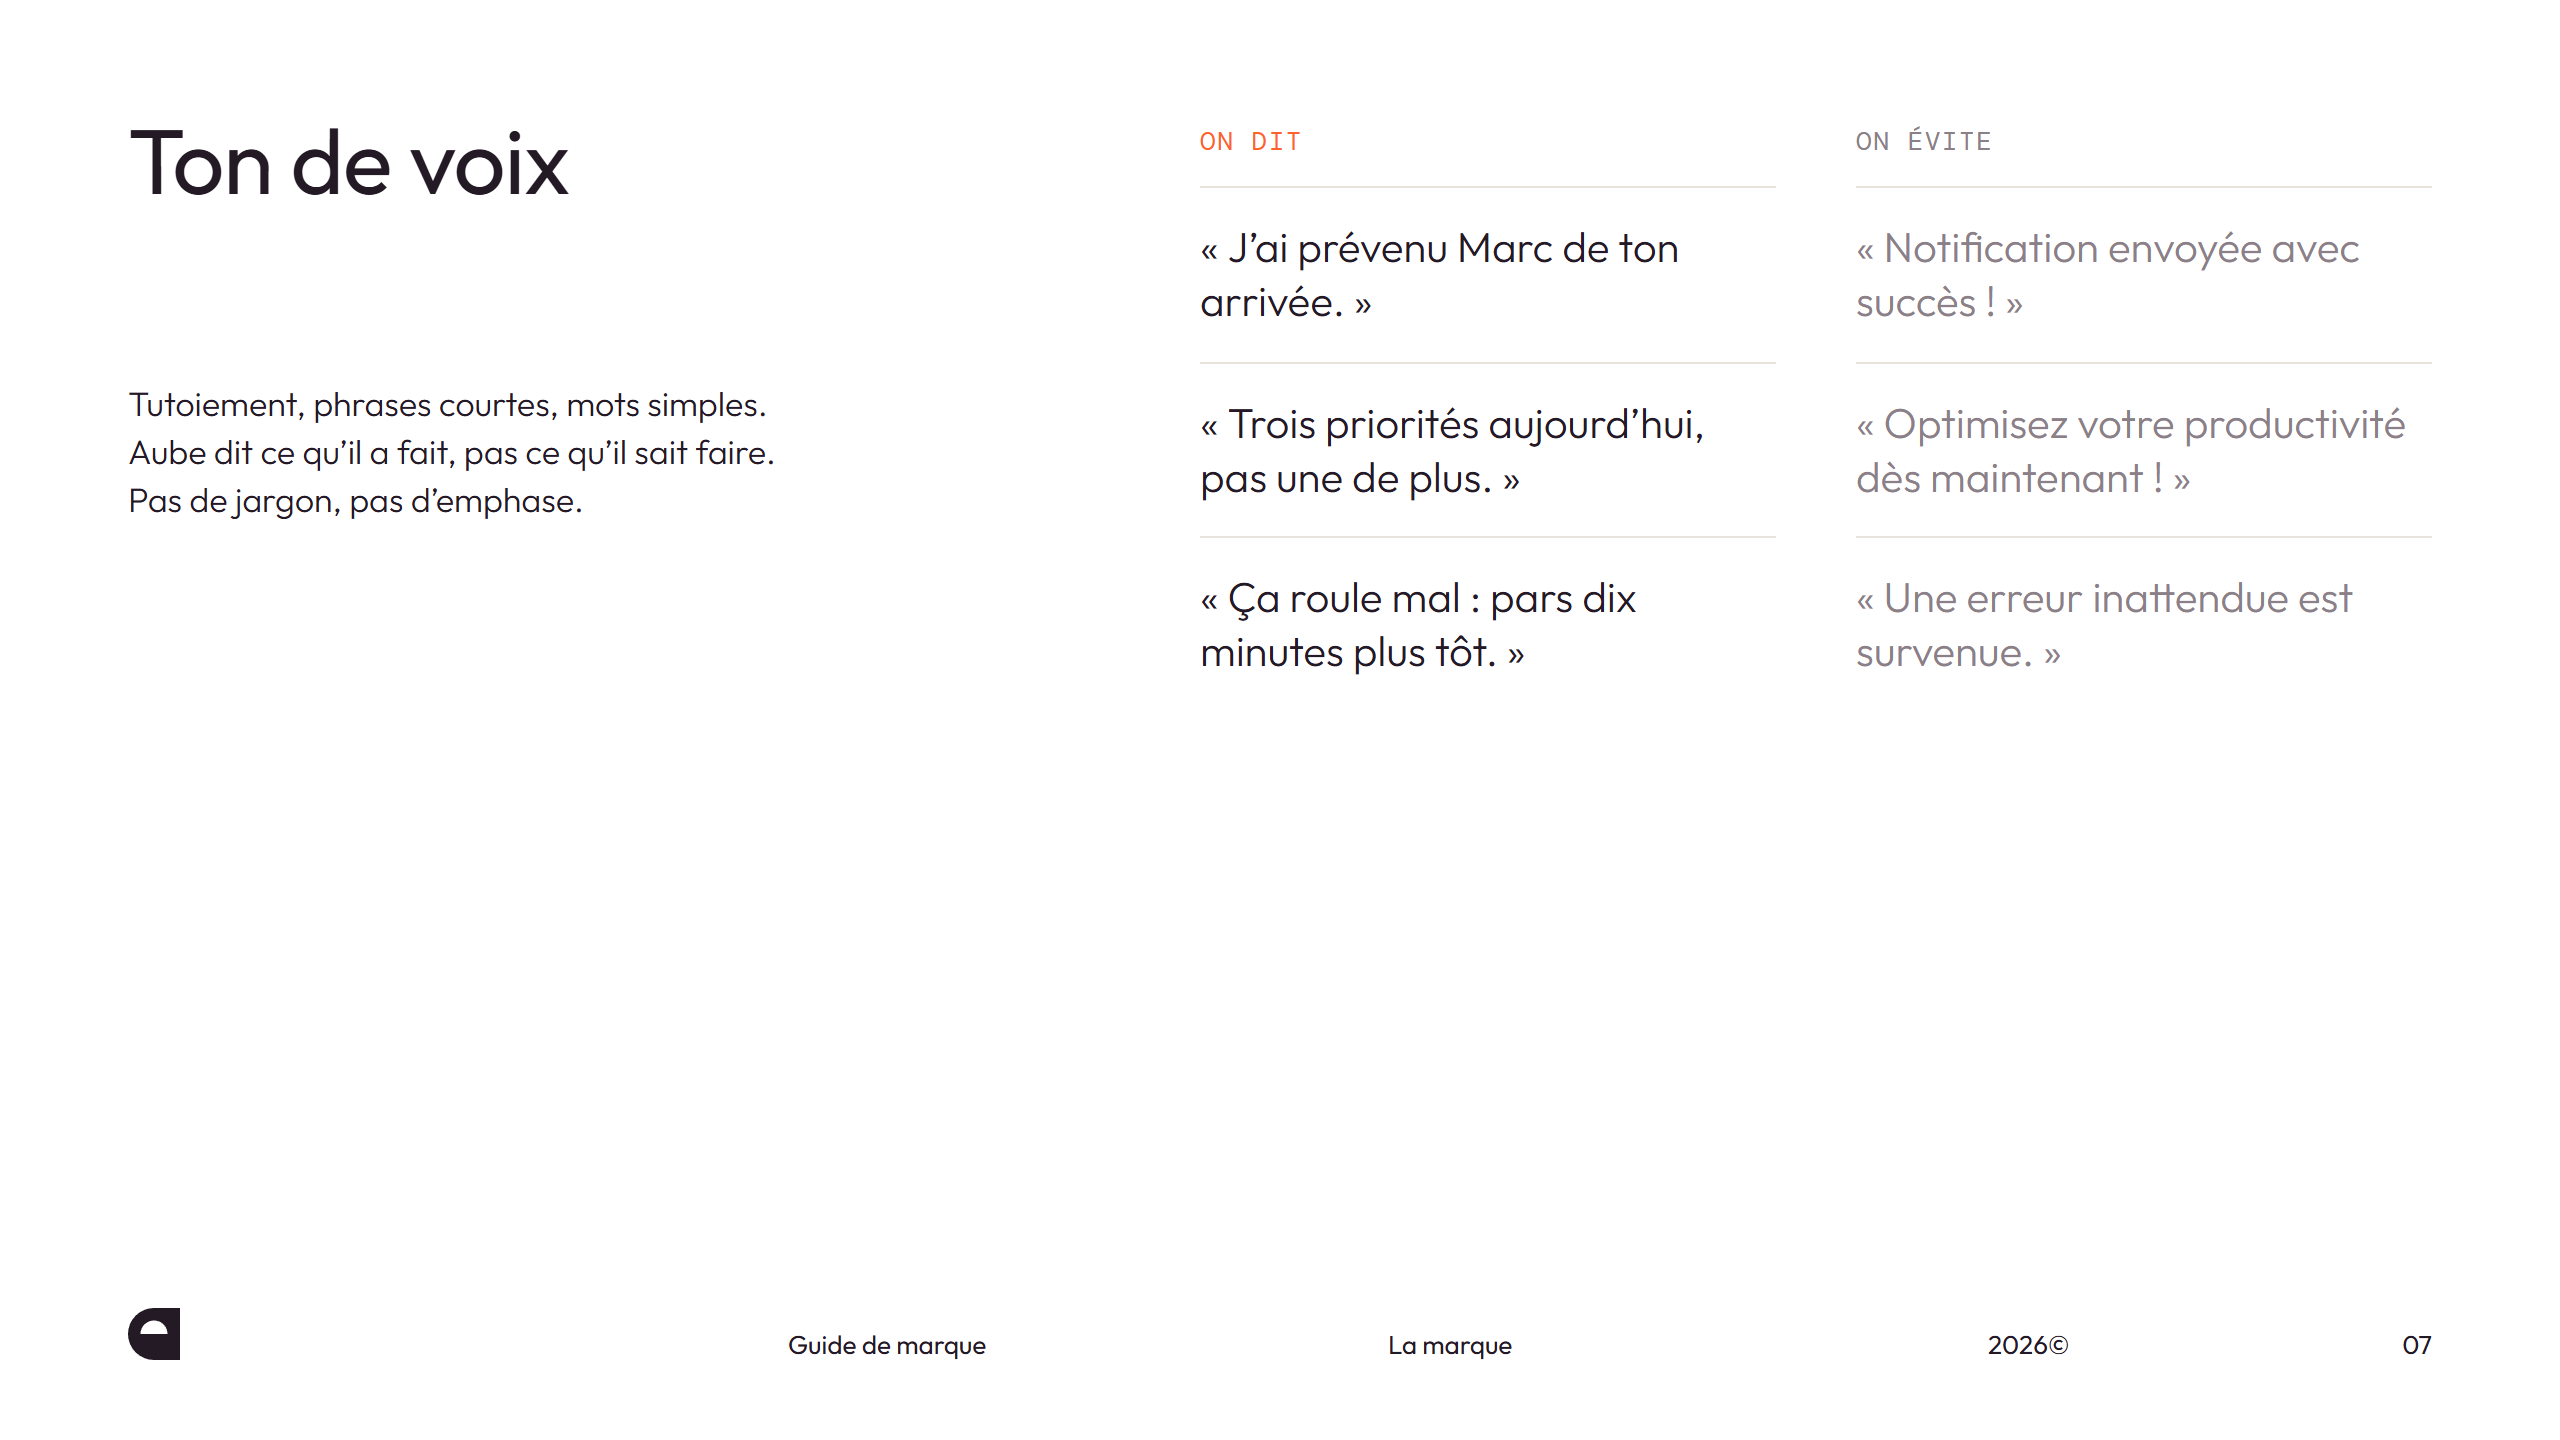 Ton de voix
Tutoiement, phrases courtes, mots simples.
Aube dit ce qu’il a fait, pas ce qu’il sait faire.
Pas de jargon, pas d’emphase.
ON DIT
« J’ai prévenu Marc de ton
arrivée. »
« Trois priorités aujourd’hui,
pas une de plus. »
« Ça roule mal : pars dix
minutes plus tôt. »
ON ÉVITE
« Notification envoyée avec
succès ! »
« Optimisez votre productivité
dès maintenant ! »
« Une erreur inattendue est
survenue. »
Guide de marque
La marque
2026©
07